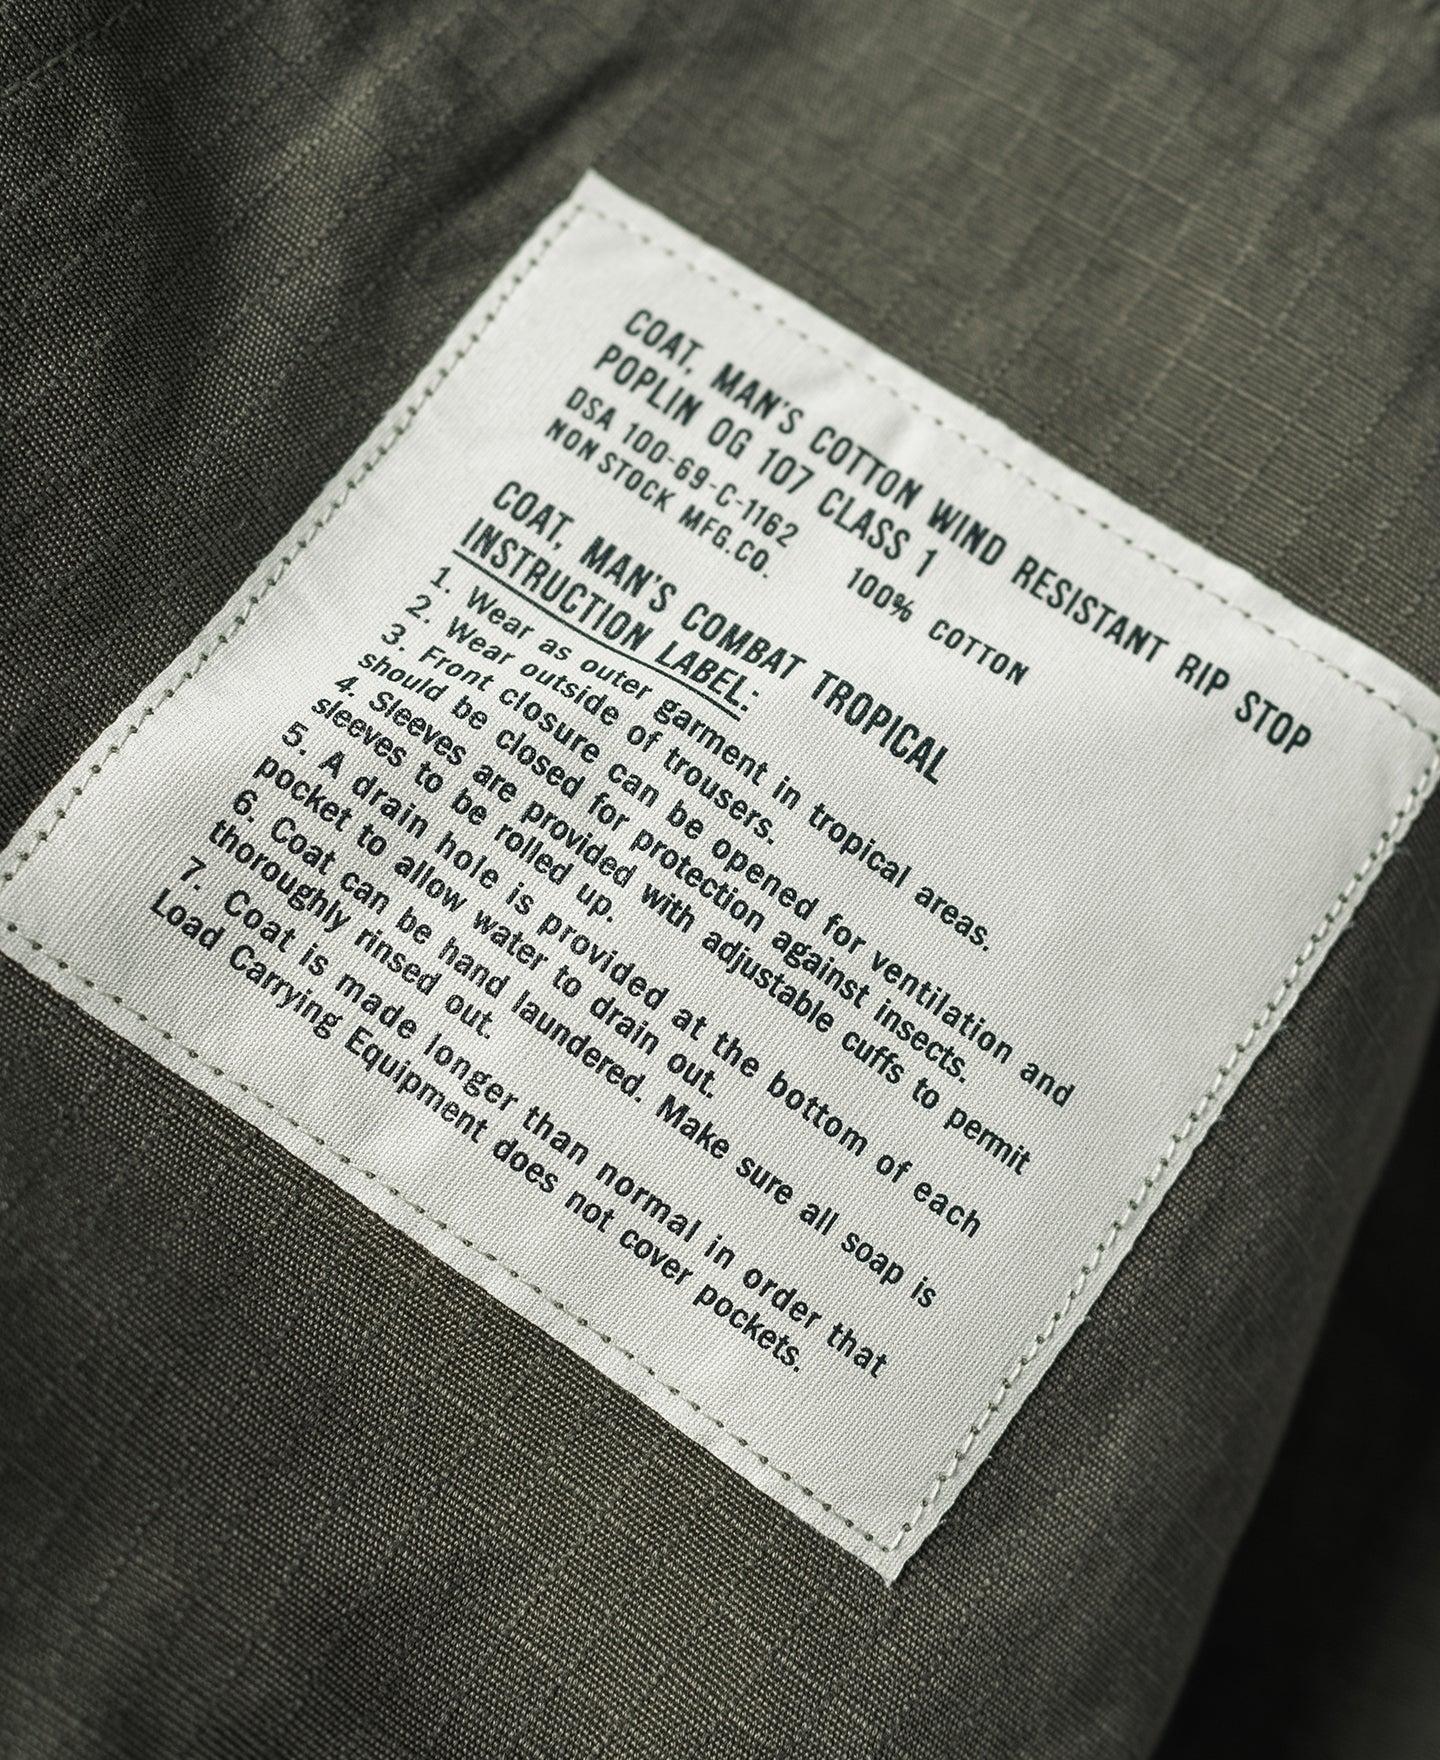 COAT, MAN'S COTTON WIND RESISTANT RIP STOP
POPLIN OG 107 CLASS 1
DSA 100-69-C-1162 100% COTTON
NON STOCK MFG.CO.
COAT, MAN'S COMBAT TROPICAL
INSTRUCTION LABEL:
1. Wear as outer garment in tropical areas.
2. Wear outside of trousers.
3. Front closure can be opened for ventilation and
should be closed for protection against insects.
4. Sleeves are provided with adjustable cuffs to permit
sleeves to be rolled up.
5. A drain hole is provided at the bottom of each
pocket to allow water to drain out.
6. Coat can be hand laundered. Make sure all soap is
thoroughly rinsed out.
7. Coat is made longer than normal in order that
Load Carrying Equipment does not cover pockets.